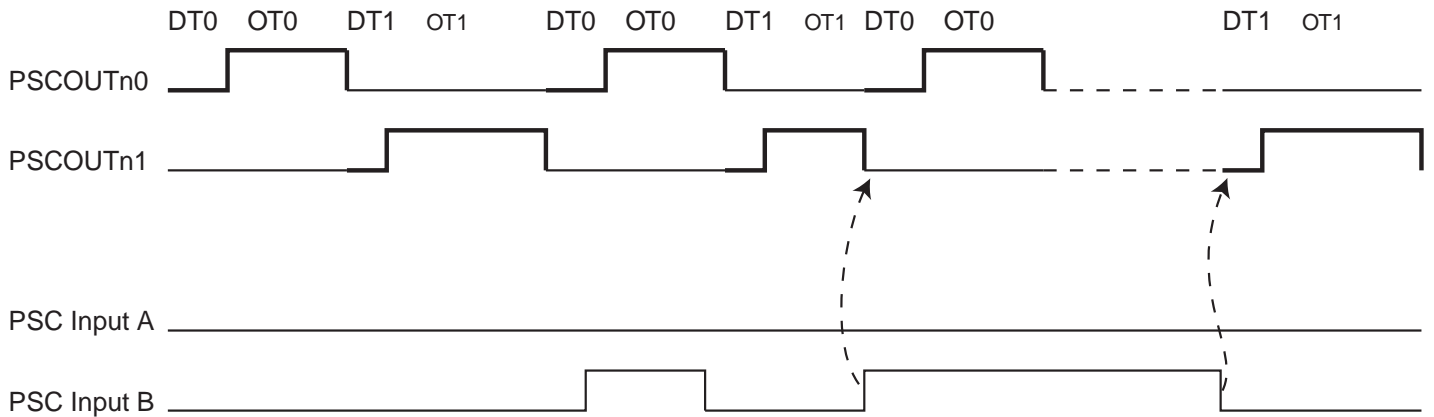 DT0 OT0 DT1 OT1 DT0 OT0 DT1 OT1 DT0 OT0 DT1 OT1
PSCOUTn0
PSCOUTn1
PSC Input A
PSC Input B